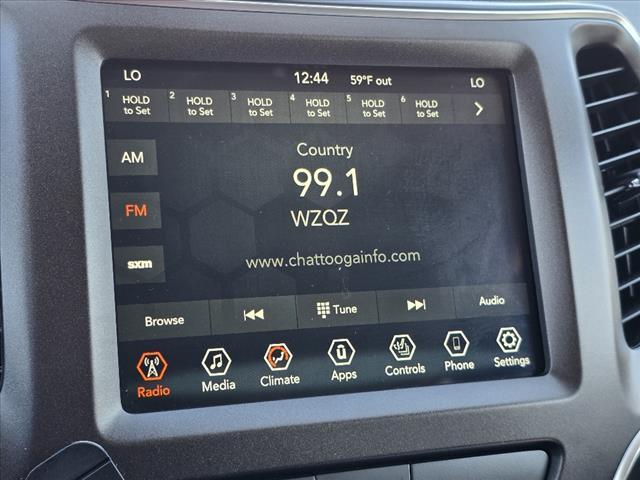 LO 12:44 59°F out LO
1 HOLD to Set 2 HOLD to Set 3 HOLD to Set 4 HOLD to Set 5 HOLD to Set 6 HOLD to Set
AM
Country
99.1
FM
WZQZ
sxm
www.chattoogainfo.com
Browse Tune Audio
Radio Media Climate Apps Controls Phone Settings